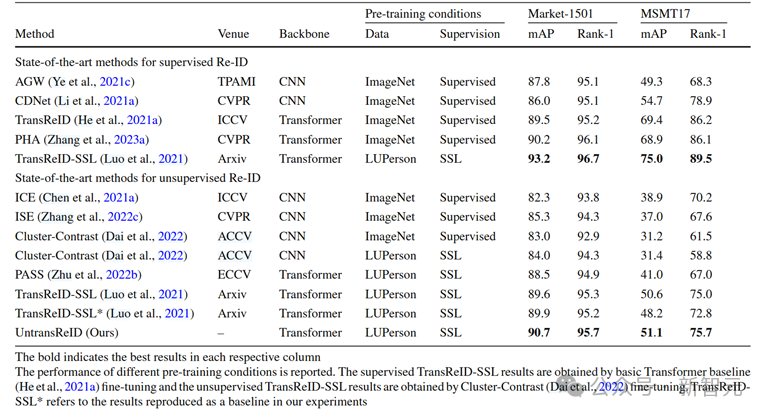 Pre-training conditions Market-1501 MSMT17
Method Venue Backbone Data Supervision mAP Rank-1 mAP Rank-1
State-of-the-art methods for supervised Re-ID
AGW (Ye et al., 2021c) TPAMI CNN ImageNet Supervised 87.8 95.1 49.3 68.3
CDNet (Li et al., 2021a) CVPR CNN ImageNet Supervised 86.0 95.1 54.7 78.9
TransReID (He et al., 2021a) ICCV Transformer ImageNet Supervised 89.5 95.2 69.4 86.2
PHA (Zhang et al., 2023a) CVPR Transformer ImageNet Supervised 90.2 96.1 68.9 86.1
TransReID-SSL (Luo et al., 2021) Arxiv Transformer LUPerson SSL 93.2 96.7 75.0 89.5
State-of-the-art methods for unsupervised Re-ID
ICE (Chen et al., 2021a) ICCV CNN ImageNet Supervised 82.3 93.8 38.9 70.2
ISE (Zhang et al., 2022c) CVPR CNN ImageNet Supervised 85.3 94.3 37.0 67.6
Cluster-Contrast (Dai et al., 2022) ACCV CNN ImageNet Supervised 83.0 92.9 31.2 61.5
Cluster-Contrast (Dai et al., 2022) ACCV CNN LUPerson SSL 84.0 94.3 31.4 58.8
PASS (Zhu et al., 2022b) ECCV Transformer LUPerson SSL 88.5 94.9 41.0 67.0
TransReID-SSL (Luo et al., 2021) Arxiv Transformer LUPerson SSL 89.6 95.3 50.6 75.0
TransReID-SSL* (Luo et al., 2021) Arxiv Transformer LUPerson SSL 89.9 95.2 48.2 72.8
UntransReID (Ours) – Transformer LUPerson SSL 90.7 95.7 51.1 75.7
The bold indicates the best results in each respective column
The performance of different pre-training conditions is reported. The supervised TransReID-SSL results are obtained by basic Transformer baseline
(He et al., 2021a) fine-tuning and the unsupervised TransReID-SSL results are obtained by Cluster-Contrast (Dai et al., 2022) fine-tuning. TransReID-
SSL* refers to the results reproduced as a baseline in our experiments
公众号 · 新智元